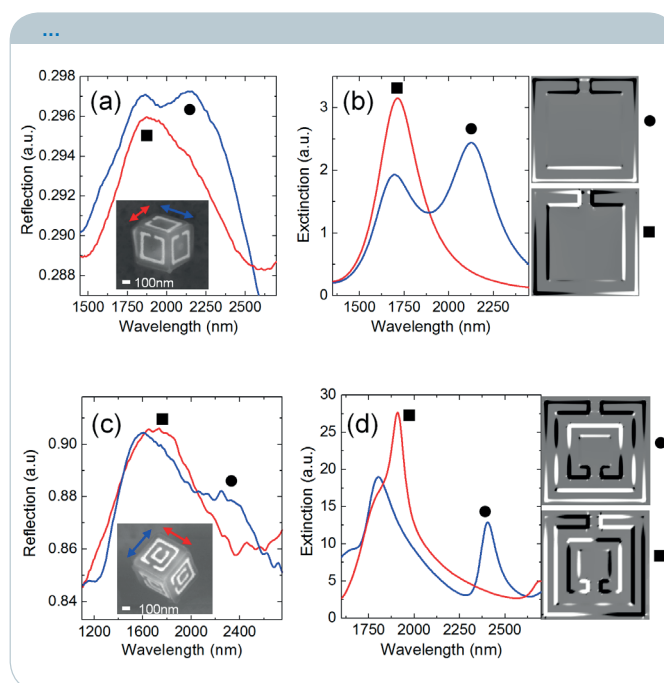 ...
(a)
Reflection (a.u.)
0.298
0.296
0.294
0.292
0.290
0.288
100nm
1500 1750 2000 2250 2500
Wavelength (nm)
(b)
Exctinction (a.u.)
3
2
1
0
1500 1750 2000 2250
Wavelength (nm)
(c)
Reflection (a.u)
0.90
0.88
0.86
0.84
100nm
1200 1600 2000 2400
Wavelength (nm)
(d)
Extinction (a.u.)
30
25
20
15
10
5
0
1750 2000 2250 2500
Wavelength (nm)